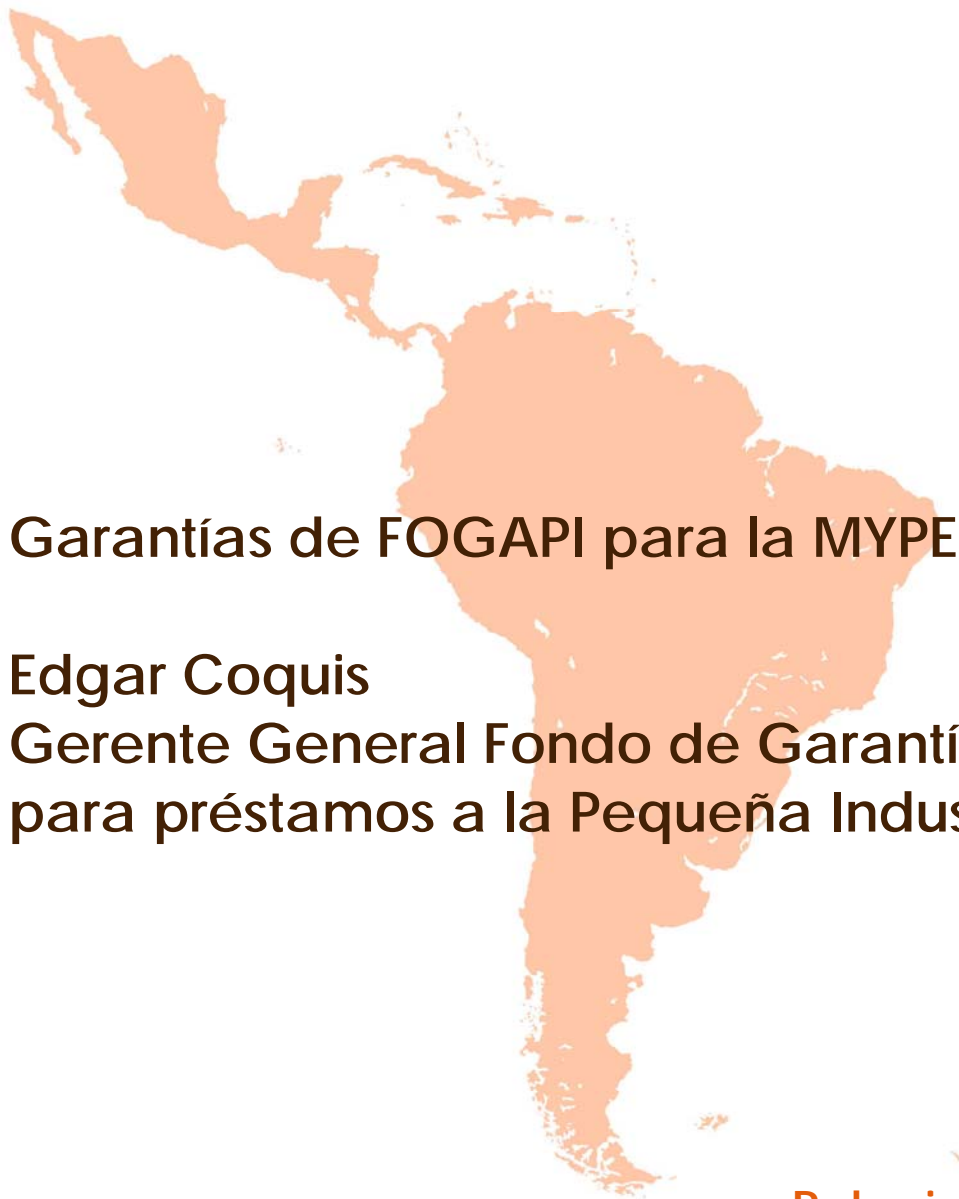 Garantías de FOGAPI para la MYPE
Edgar Coquis
Gerente General Fondo de Garantí
para préstamos a la Pequeña Indus